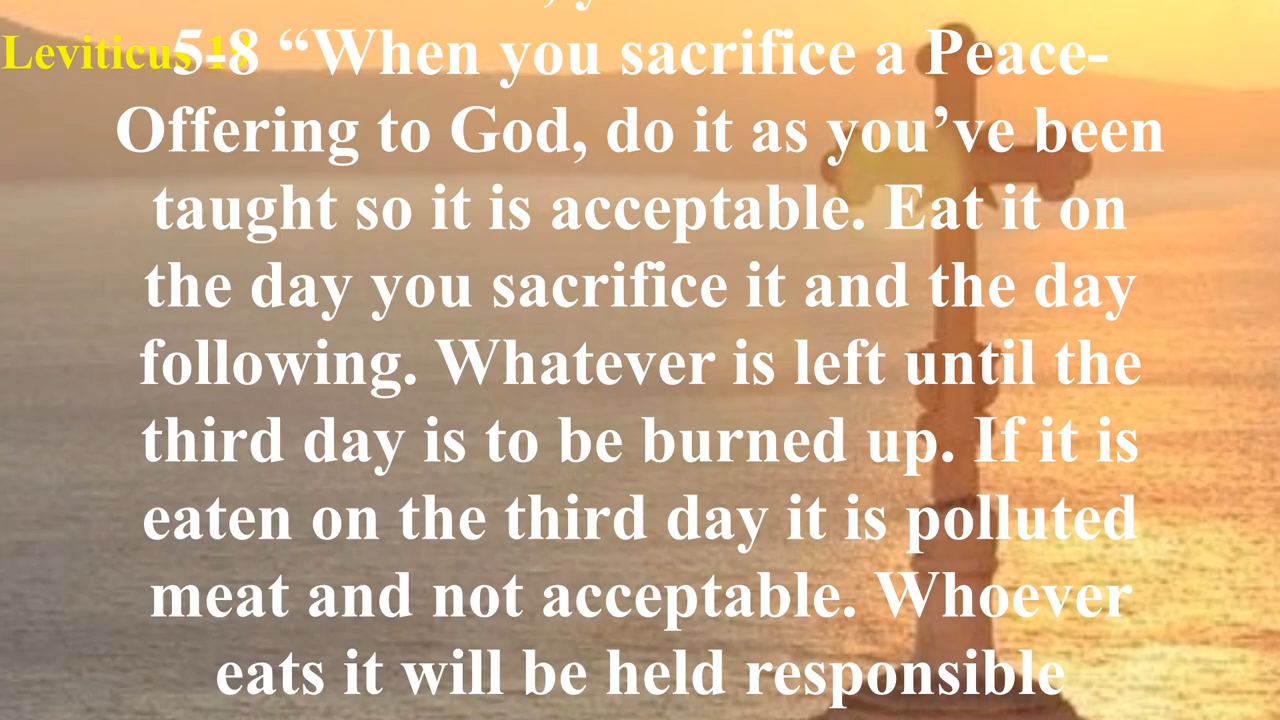 Leviticus
5-8 “When you sacrifice a Peace-
Offering to God, do it as you’ve been
taught so it is acceptable. Eat it on
the day you sacrifice it and the day
following. Whatever is left until the
third day is to be burned up. If it is
eaten on the third day it is polluted
meat and not acceptable. Whoever
eats it will be held responsible